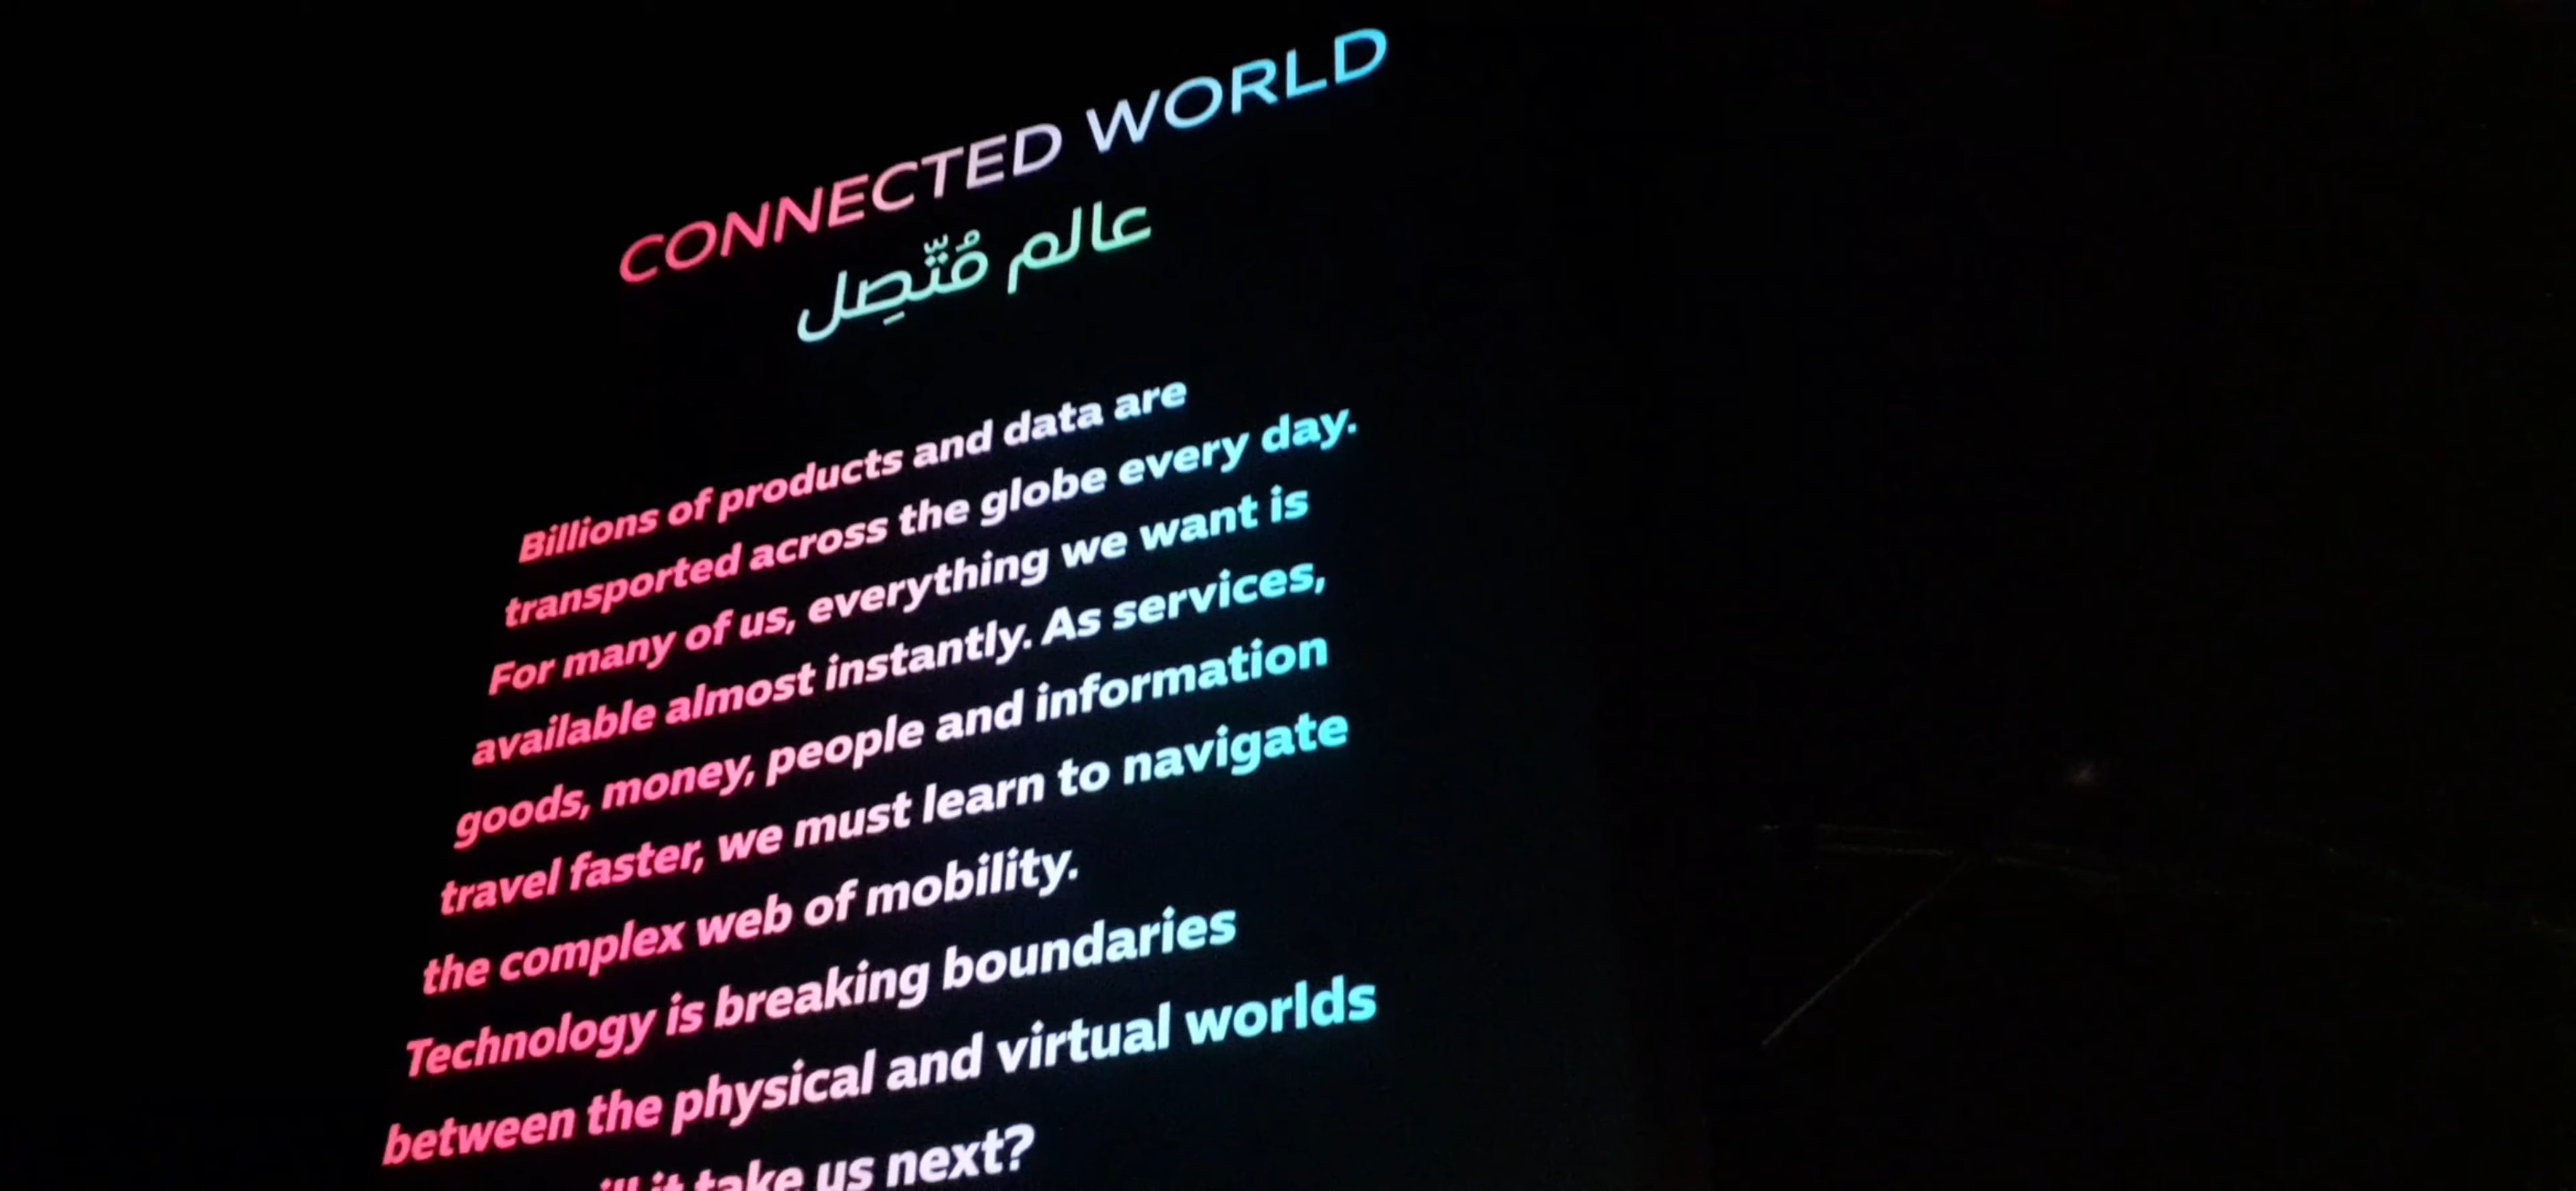 CONNECTED WORLD
عالم مُتَّصِل
Billions of products and data are
transported across the globe every day.
For many of us, everything we want is
available almost instantly. As services,
goods, money, people and information
travel faster, we must learn to navigate
the complex web of mobility.
Technology is breaking boundaries
between the physical and virtual worlds
it take us next?